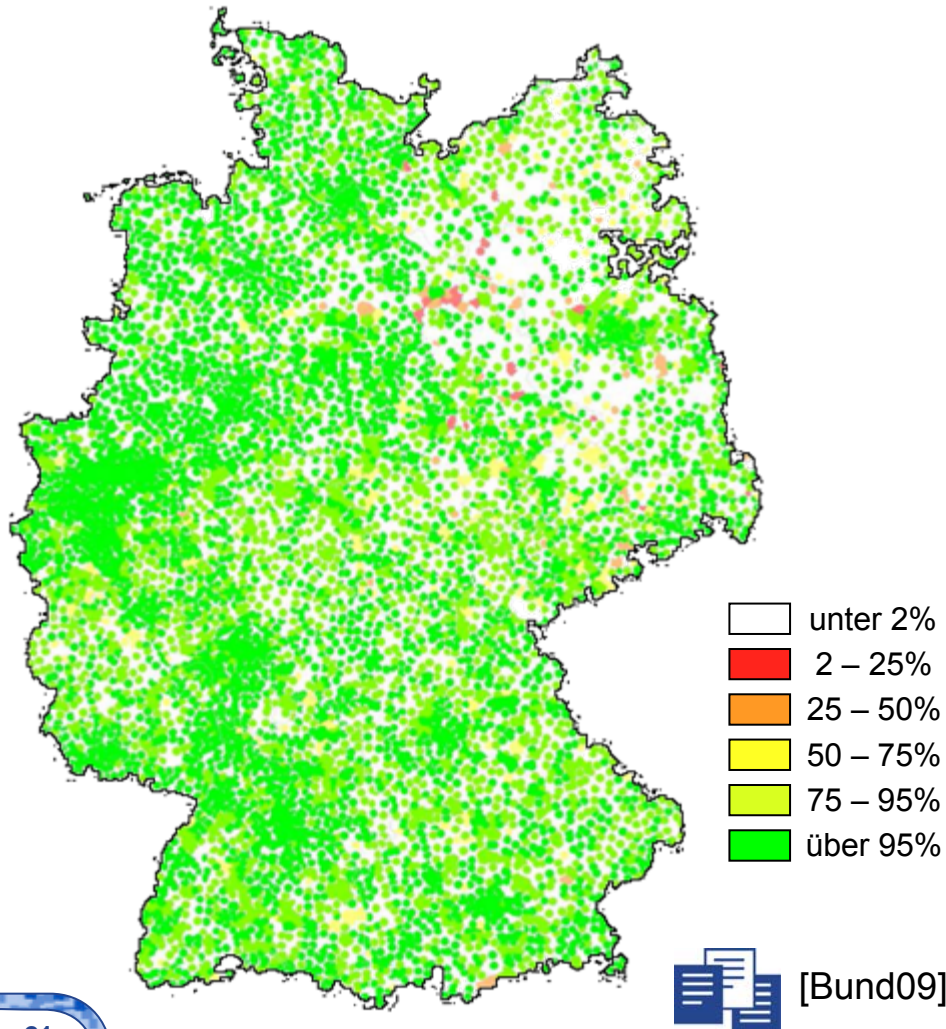 unter 2%
2 – 25%
25 – 50%
50 – 75%
75 – 95%
über 95%
[Bund09]